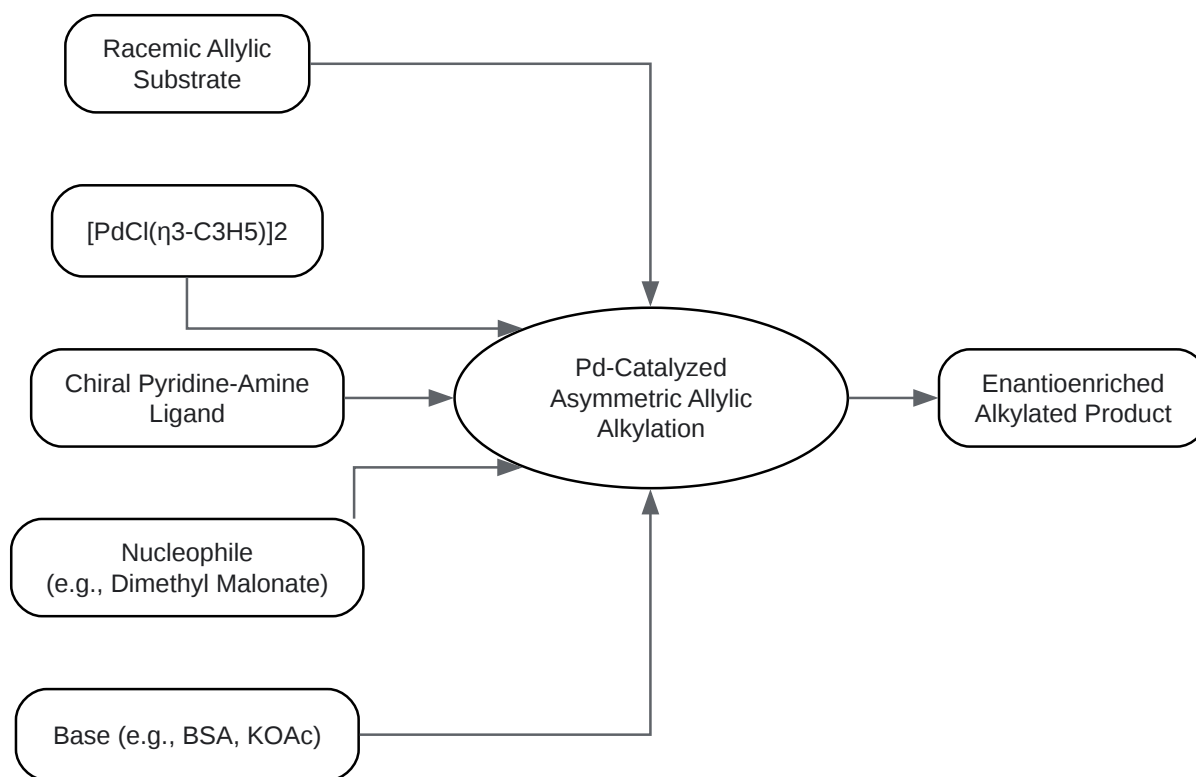 Racemic Allylic
Substrate
[PdCl(η3-C3H5)]2
Chiral Pyridine-Amine
Ligand
Nucleophile
(e.g., Dimethyl Malonate)
Base (e.g., BSA, KOAc)
Pd-Catalyzed
Asymmetric Allylic
Alkylation
Enantioenriched
Alkylated Product